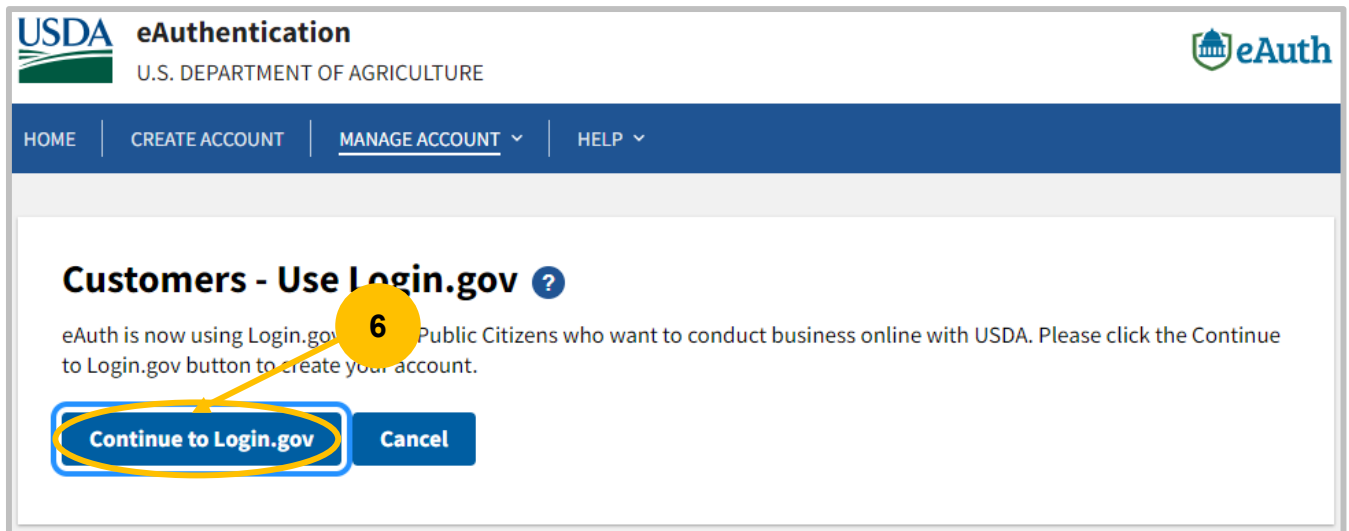 USDA eAuthentication
U.S. DEPARTMENT OF AGRICULTURE
eAuth
HOME CREATE ACCOUNT MANAGE ACCOUNT HELP
Customers - Use Login.gov ?
6
eAuth is now using Login.gov Public Citizens who want to conduct business online with USDA. Please click the Continue
to Login.gov button to create your account.
Continue to Login.gov Cancel